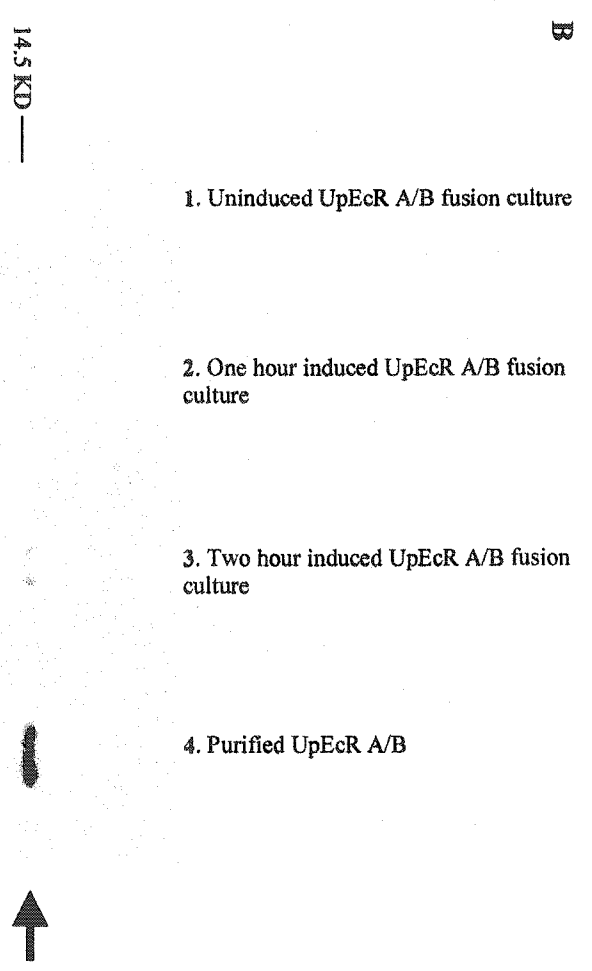 B
14.5 KD
1. Uninduced UpEcR A/B fusion culture
2. One hour induced UpEcR A/B fusion
culture
3. Two hour induced UpEcR A/B fusion
culture
4. Purified UpEcR A/B